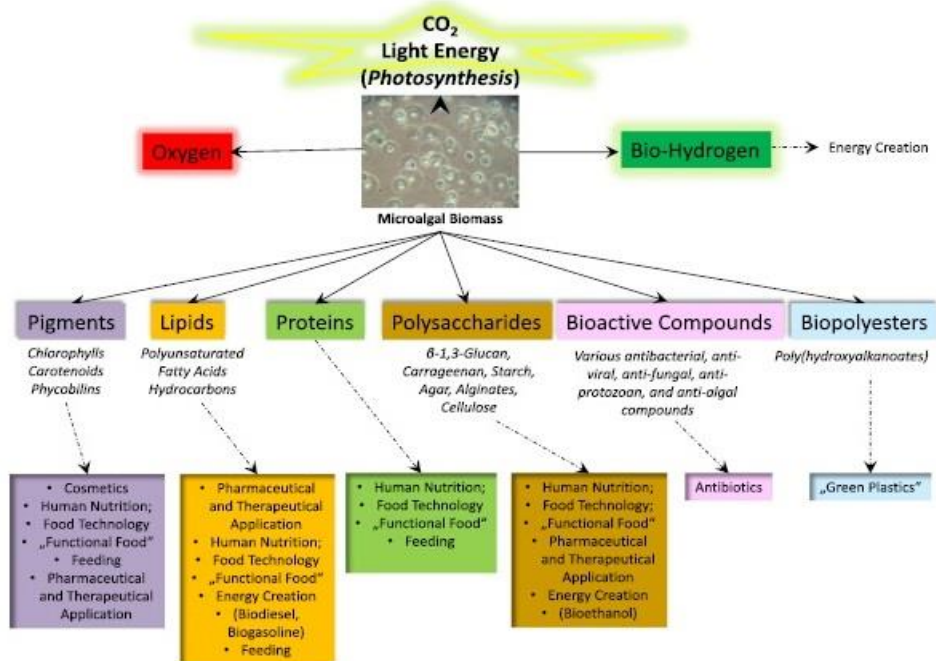 CO₂
Light Energy
(Photosynthesis)
Oxygen
Bio-Hydrogen
Energy Creation
Microalgal Biomass
Pigments
Chlorophylls
Carotenoids
Phycobilins
Lipids
Polyunsaturated
Fatty Acids
Hydrocarbons
Proteins
Polysaccharides
β-1,3-Glucan,
Carrageenan, Starch,
Agar, Alginates,
Cellulose
Bioactive Compounds
Various antibacterial, anti-
viral, anti-fungal, anti-
protozoan, and anti-algal
compounds
Biopolyesters
Poly(hydroxyalkanoates)
• Cosmetics
• Human Nutrition;
• Food Technology
• „Functional Food“
• Feeding
• Pharmaceutical
and Therapeutical
Application
• Pharmaceutical
and Therapeutical
Application
• Human Nutrition;
• Food Technology
• „Functional Food“
• Energy Creation
• (Biodiesel,
Biogasoline)
• Feeding
• Human Nutrition;
• Food Technology
• „Functional Food“
• Feeding
• Human Nutrition;
• Food Technology;
• „Functional Food“
• Pharmaceutical
and Therapeutical
Application
• Energy Creation
• (Bioethanol)
Antibiotics
„Green Plastics”